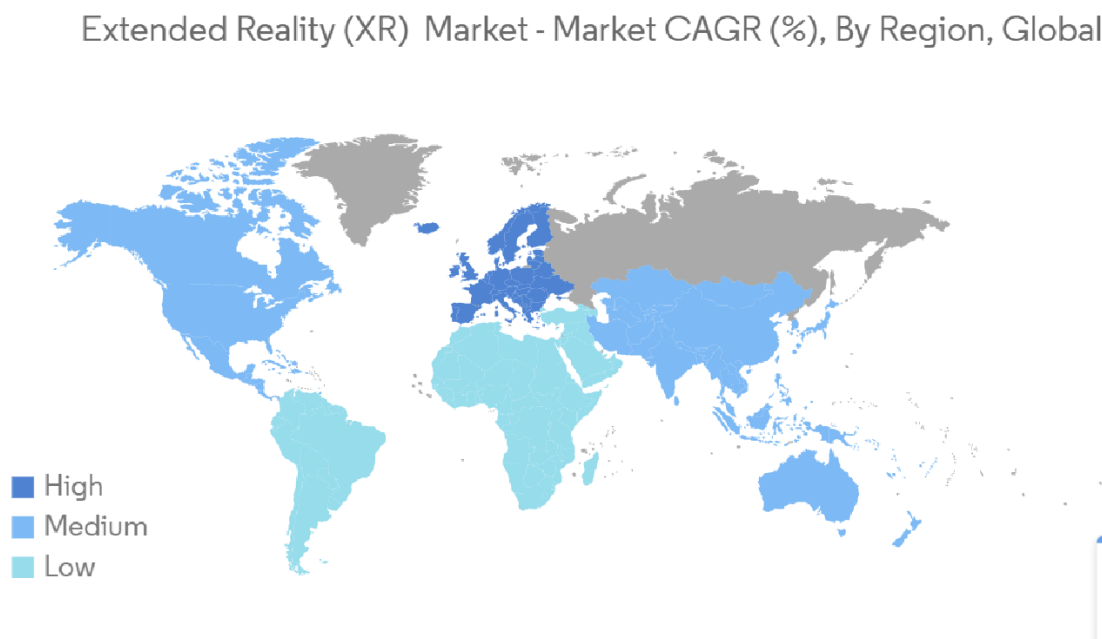 Extended Reality (XR) Market - Market CAGR (%), By Region, Global
High
Medium
Low